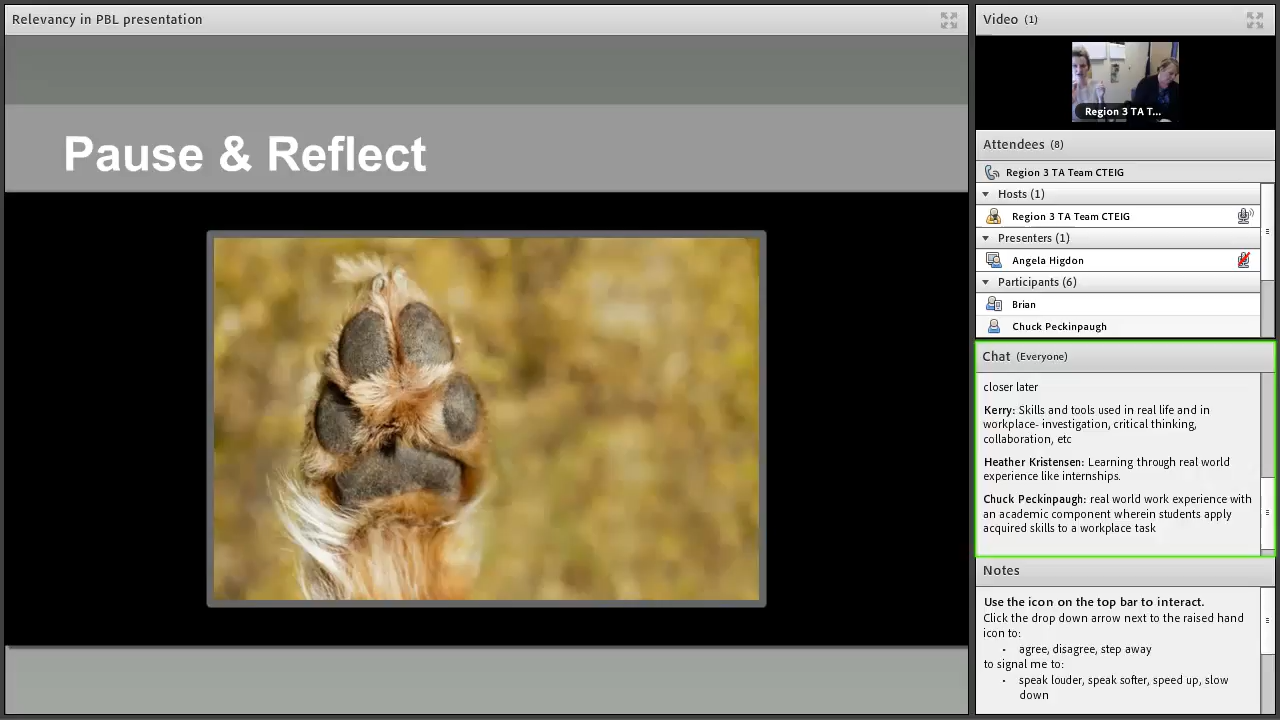 Relevancy in PBL presentation
Pause & Reflect
Video (1)
Region 3 TA T...
Attendees (8)
Region 3 TA Team CTEIG
Hosts (1)
Region 3 TA Team CTEIG
Presenters (1)
Angela Higdon
Participants (6)
Brian
Chuck Peckinpaugh
Chat (Everyone)
closer later
Kerry: Skills and tools used in real life and in
workplace- investigation, critical thinking,
collaboration, etc
Heather Kristensen: Learning through real world
experience like internships.
Chuck Peckinpaugh: real world work experience with
an academic component wherein students apply
acquired skills to a workplace task
Notes
Use the icon on the top bar to interact.
Click the drop down arrow next to the raised hand
icon to:
• agree, disagree, step away
to signal me to:
• speak louder, speak softer, speed up, slow
down